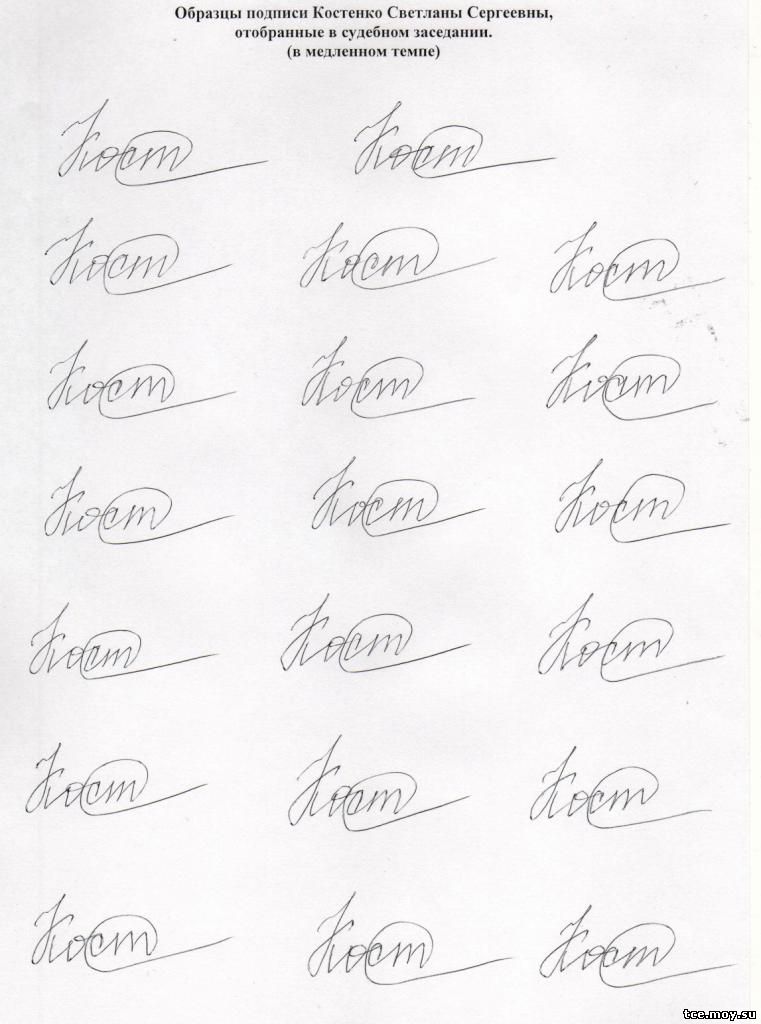 Образцы подписи Костенко Светланы Сергеевны,
отобранные в судебном заседании.
(в медленном темпе)
Кост Кост
Кост Кост Кост
Кост Кост Кост
Кост Кост Кост
Кост Кост Кост
Кост Кост Кост
Кост Кост Кост
tce.moy.su